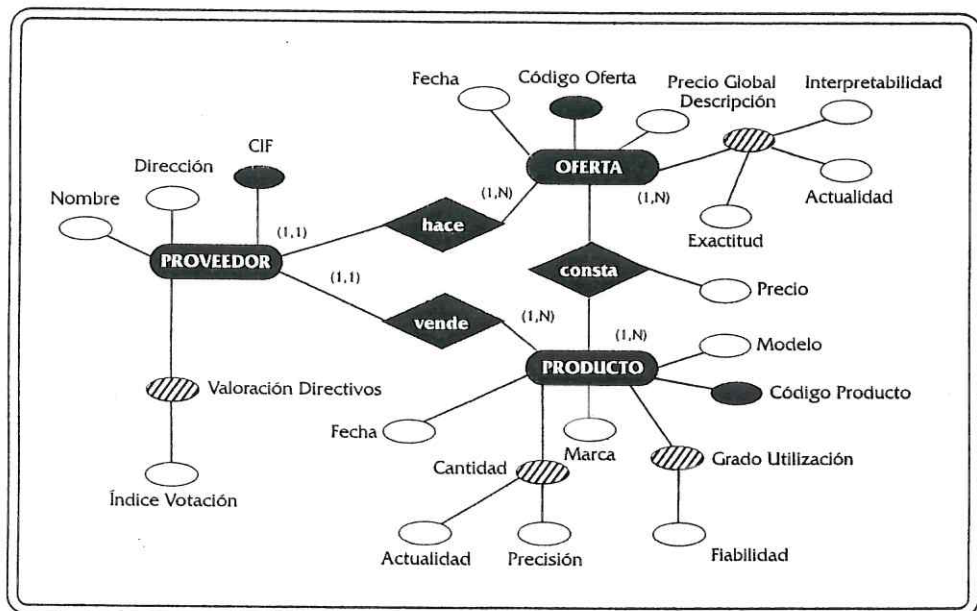 Fecha
Código Oferta
Precio Global
Descripción
Interpretabilidad
CIF
Dirección
OFERTA
Nombre
(1,N)
(1,N)
Actualidad
(1,1)
hace
Exactitud
PROVEEDOR
(1,1)
consta
Precio
vende
(1,N)
(1,N)
Modelo
PRODUCTO
Valoración Directivos
Código Producto
Fecha
Marca
Cantidad
Grado Utilización
Índice Votación
Actualidad
Precisión
Fiabilidad